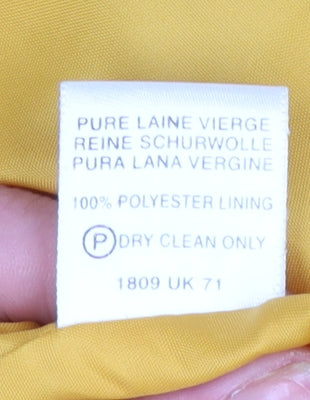 PURE LAINE VIERGE
REINE SCHURWOLLE
PURA LANA VERGINE
100% POLYESTER LINING
P DRY CLEAN ONLY
1809 UK 71